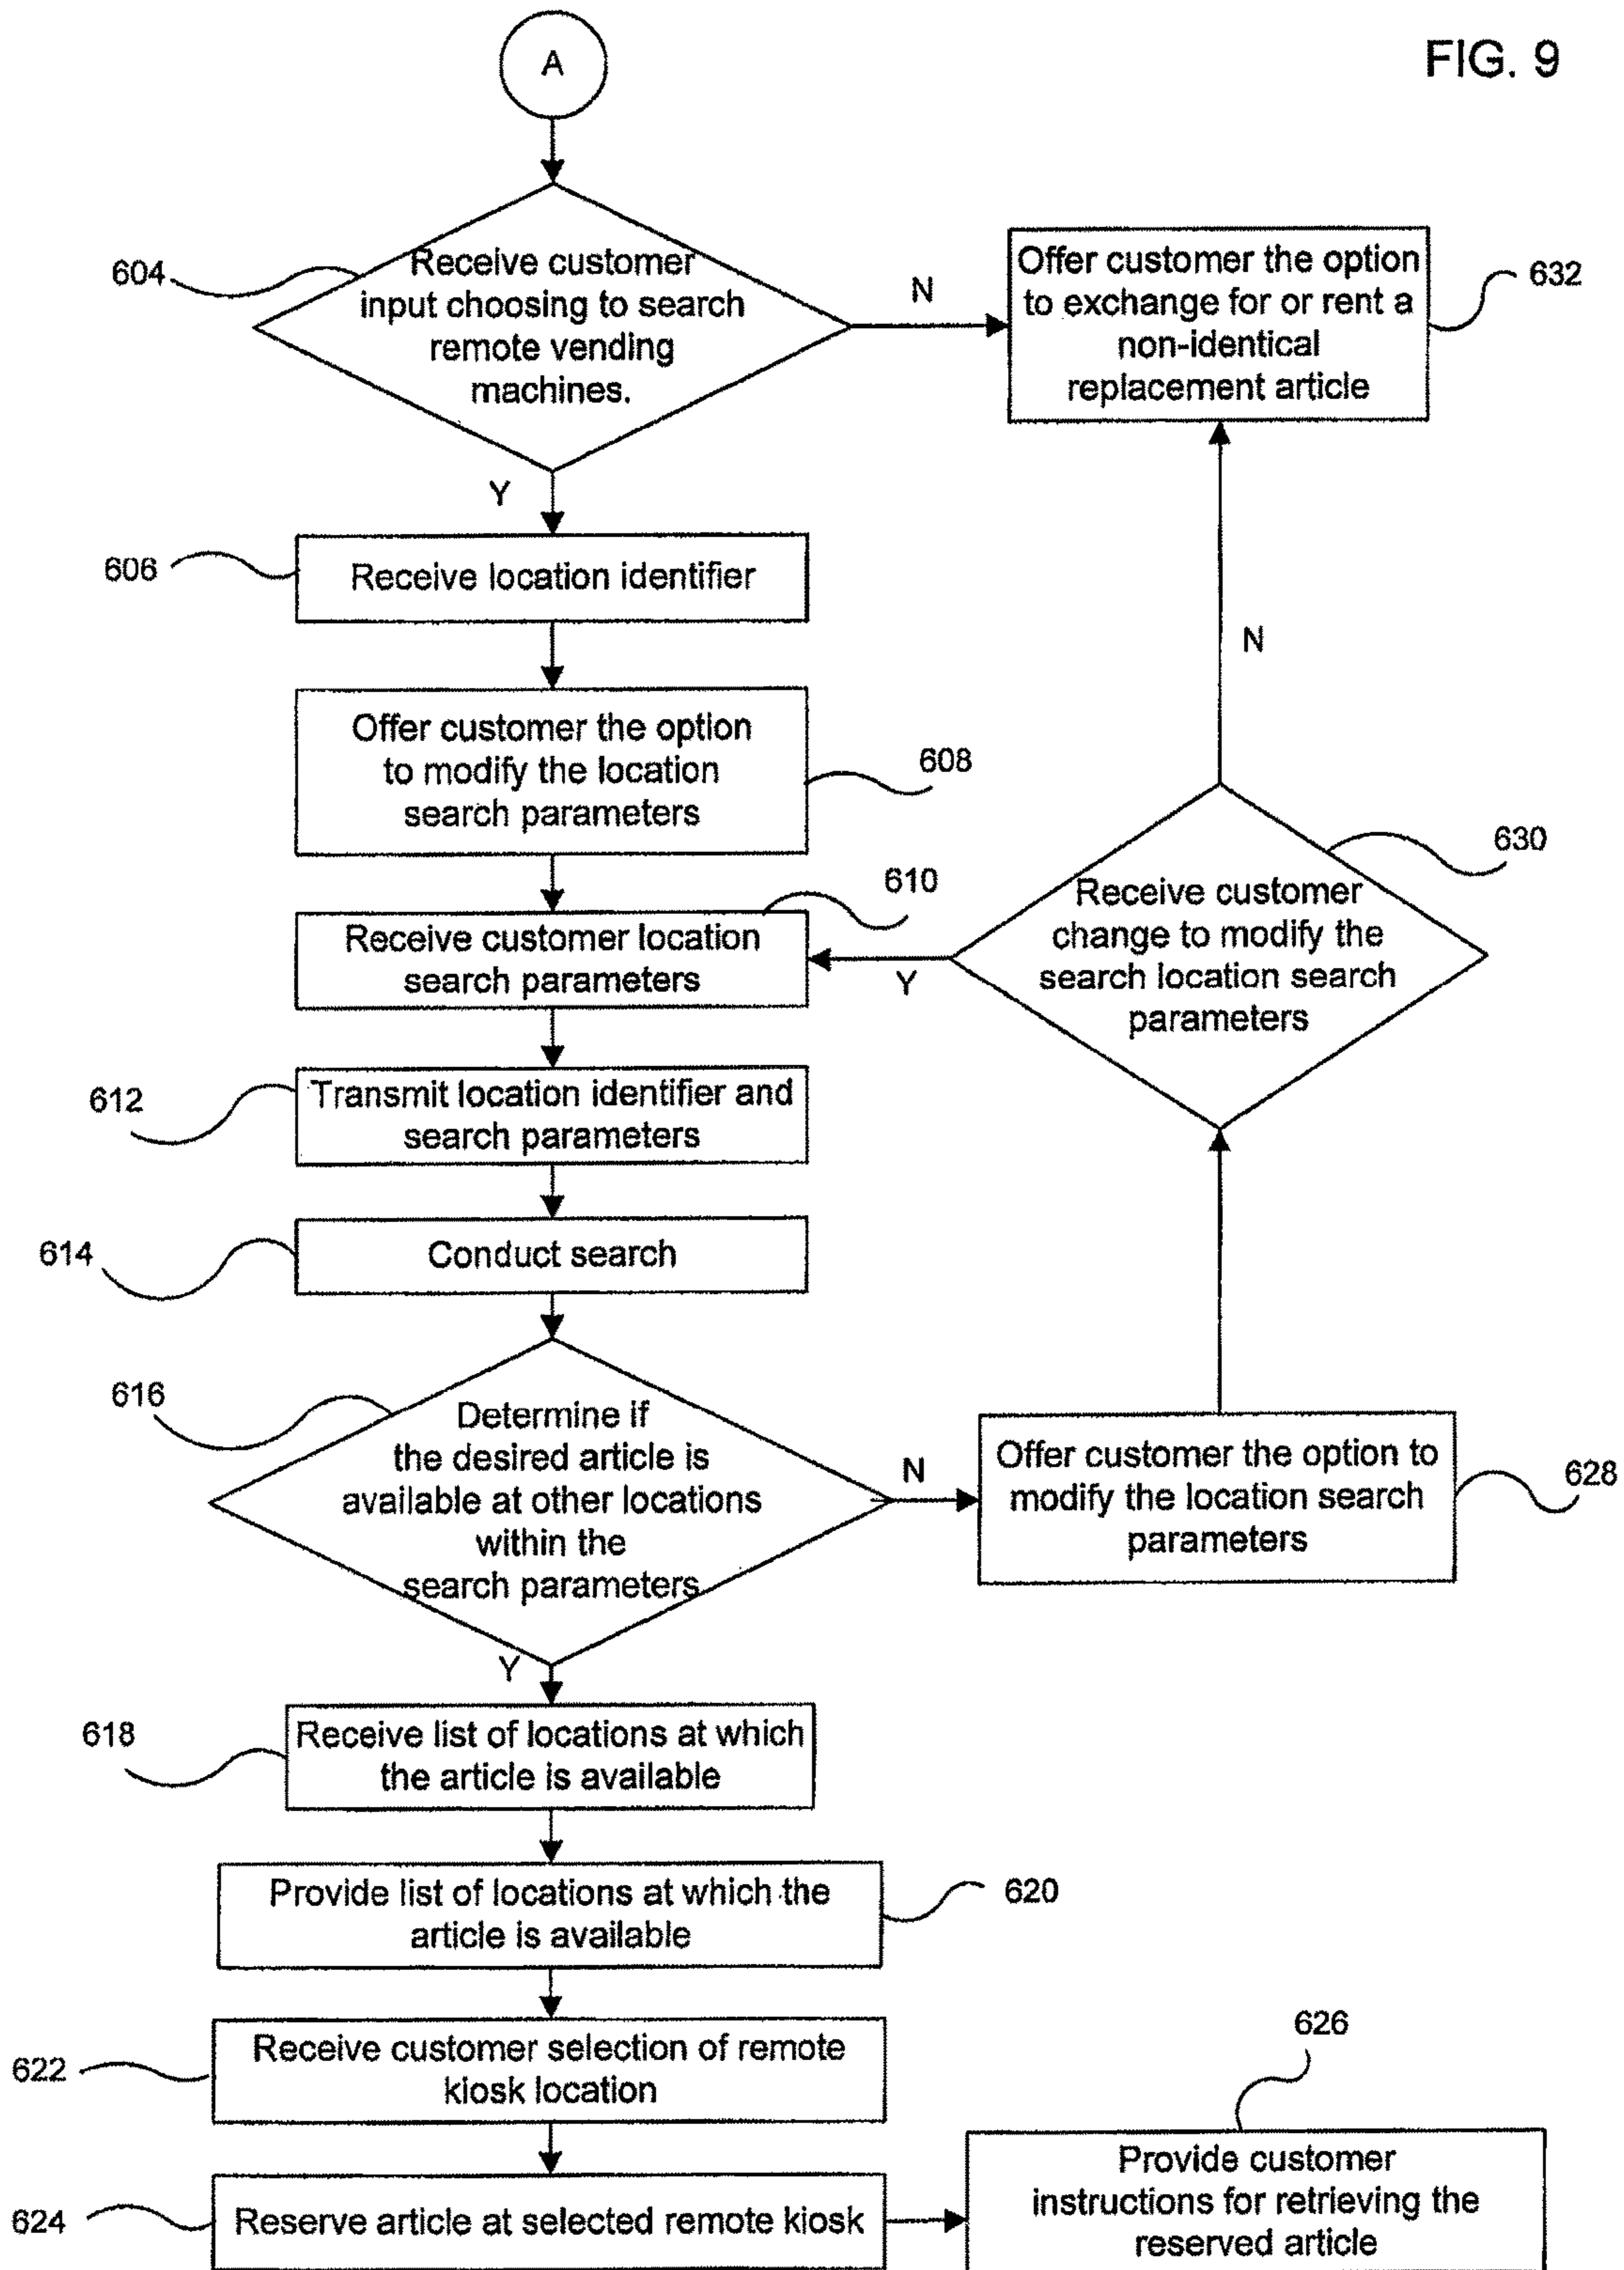 FIG. 9
A
604
Receive customer
input choosing to search
remote vending
machines.
N
Offer customer the option
to exchange for or rent a
non-identical
replacement article
632
Y
606
Receive location identifier
Offer customer the option
to modify the location
search parameters
608
N
610
Receive customer location
search parameters
Y
630
Receive customer
change to modify the
search location search
parameters
612
Transmit location identifier and
search parameters
614
Conduct search
616
Determine if
the desired article is
available at other locations
within the
search parameters
N
Offer customer the option to
modify the location search
parameters
628
Y
618
Receive list of locations at which
the article is available
Provide list of locations at which the
article is available
620
622
Receive customer selection of remote
kiosk location
624
Reserve article at selected remote kiosk
626
Provide customer
instructions for retrieving the
reserved article